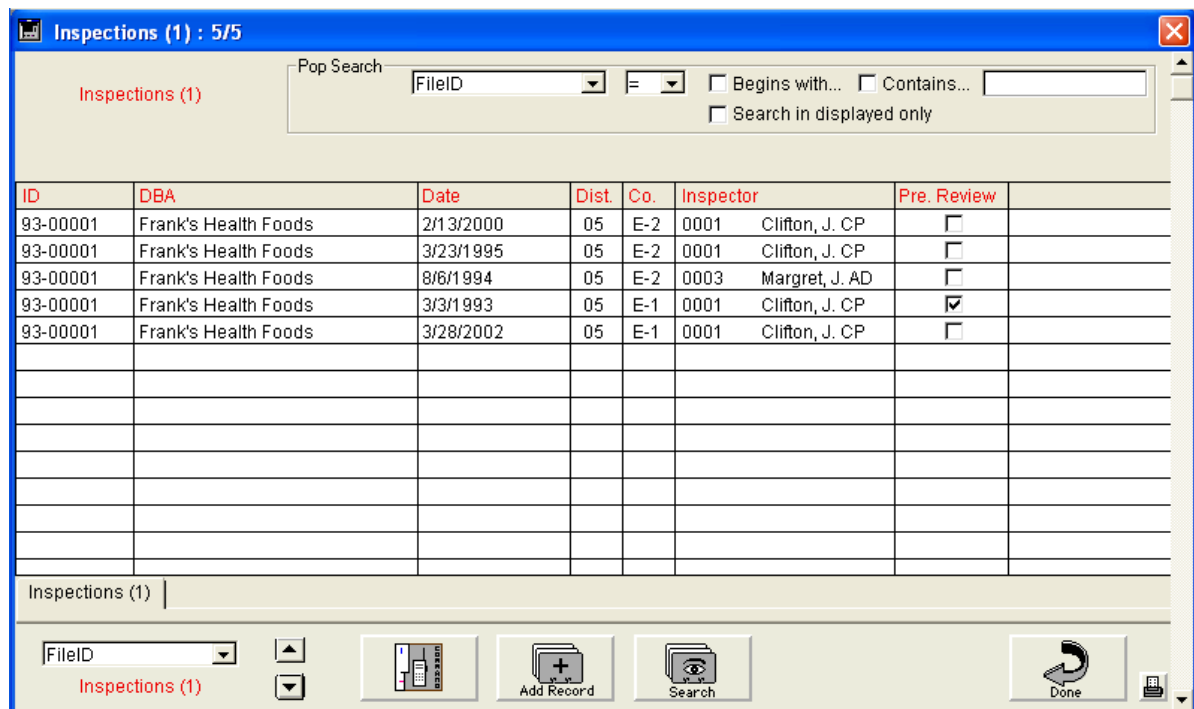 Inspections (1) : 5/5
Pop Search
Inspections (1)
FileID = Begins with... Contains...
Search in displayed only
ID DBA Date Dist. Co. Inspector Pre. Review
93-00001 Frank's Health Foods 2/13/2000 05 E-2 0001 Clifton, J. CP
93-00001 Frank's Health Foods 3/23/1995 05 E-2 0001 Clifton, J. CP
93-00001 Frank's Health Foods 8/6/1994 05 E-2 0003 Margret, J. AD
93-00001 Frank's Health Foods 3/3/1993 05 E-1 0001 Clifton, J. CP
93-00001 Frank's Health Foods 3/28/2002 05 E-1 0001 Clifton, J. CP
Inspections (1)
FileID
Inspections (1)
COMMAND
Add Record
Search
Done